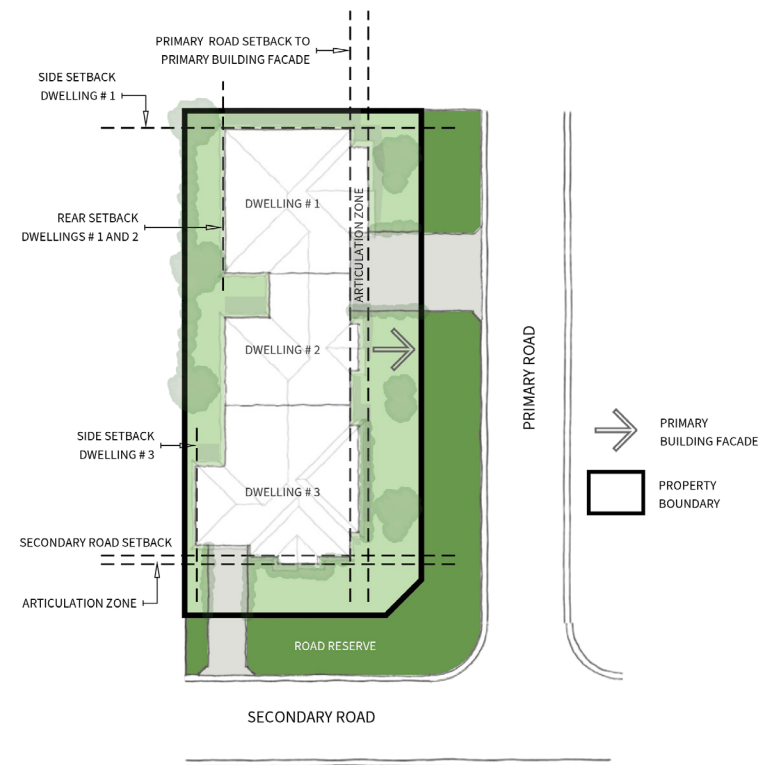 PRIMARY ROAD SETBACK TO
PRIMARY BUILDING FACADE
SIDE SETBACK
DWELLING # 1
DWELLING # 1
ARTICULATION ZONE
REAR SETBACK
DWELLINGS # 1 AND 2
DWELLING # 2
PRIMARY ROAD
PRIMARY
BUILDING FACADE
SIDE SETBACK
DWELLING # 3
PROPERTY
BOUNDARY
DWELLING # 3
SECONDARY ROAD SETBACK
ARTICULATION ZONE
ROAD RESERVE
SECONDARY ROAD